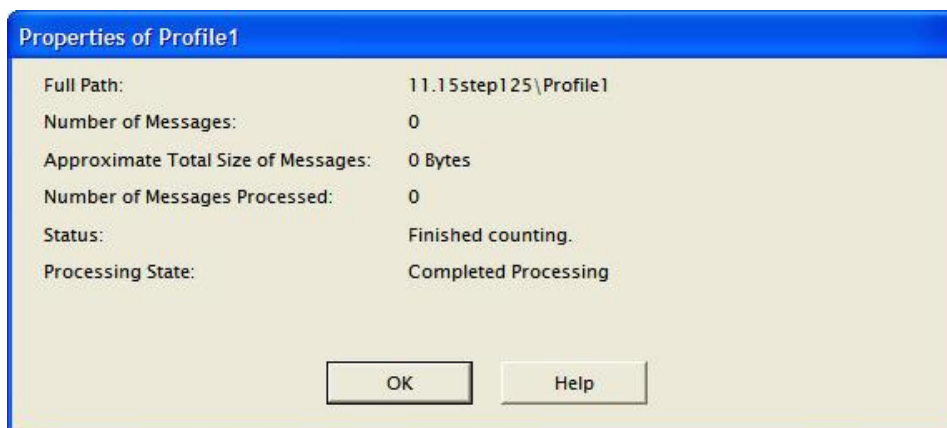 Properties of Profile1
Full Path: 11.15step125\Profile1
Number of Messages: 0
Approximate Total Size of Messages: 0 Bytes
Number of Messages Processed: 0
Status: Finished counting.
Processing State: Completed Processing
OK Help